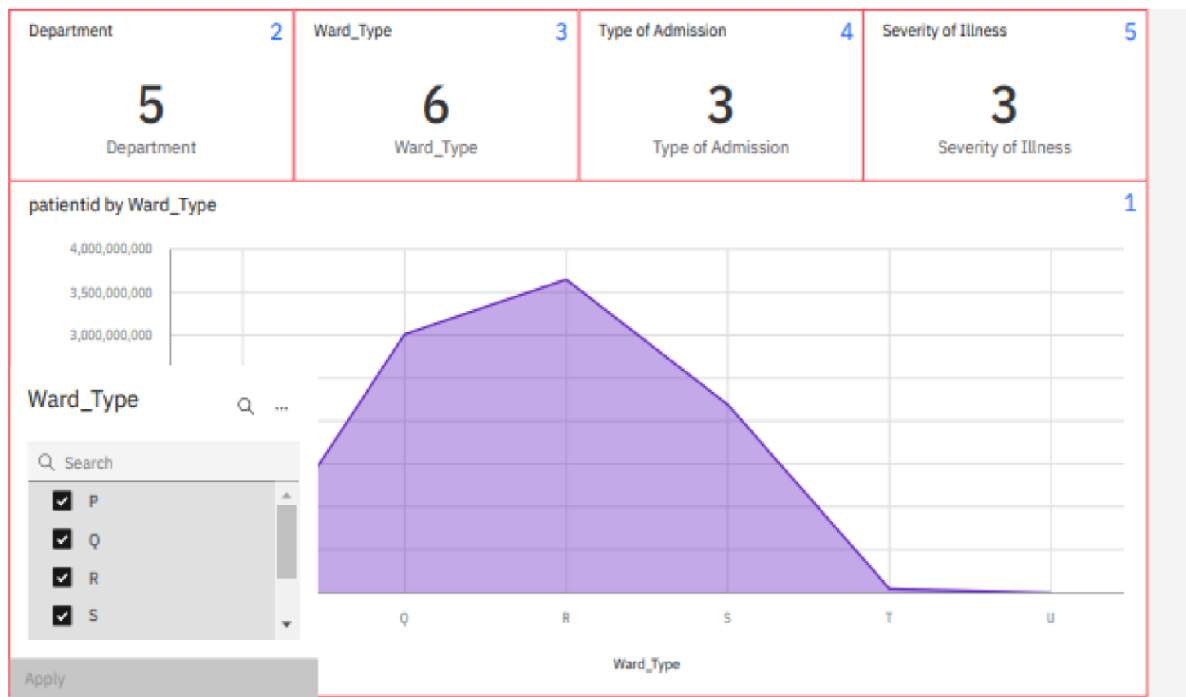 Department 2
Ward_Type 3
Type of Admission 4
Severity of Illness 5
5
Department
6
Ward_Type
3
Type of Admission
3
Severity of Illness
patientid by Ward_Type 1
4,000,000,000
3,500,000,000
3,000,000,000
Ward_Type ...
Search
P
Q
R
S
Apply
Q R S T U
Ward_Type